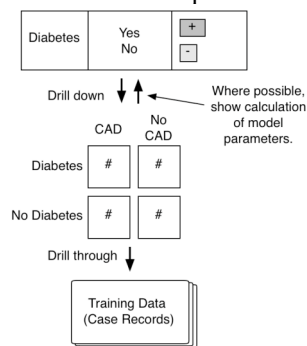 Diabetes
Yes
No
+
-
Drill down
Where possible,
show calculation
of model
parameters.
CAD
No
CAD
Diabetes
#
#
No Diabetes
#
#
Drill through
Training Data
(Case Records)